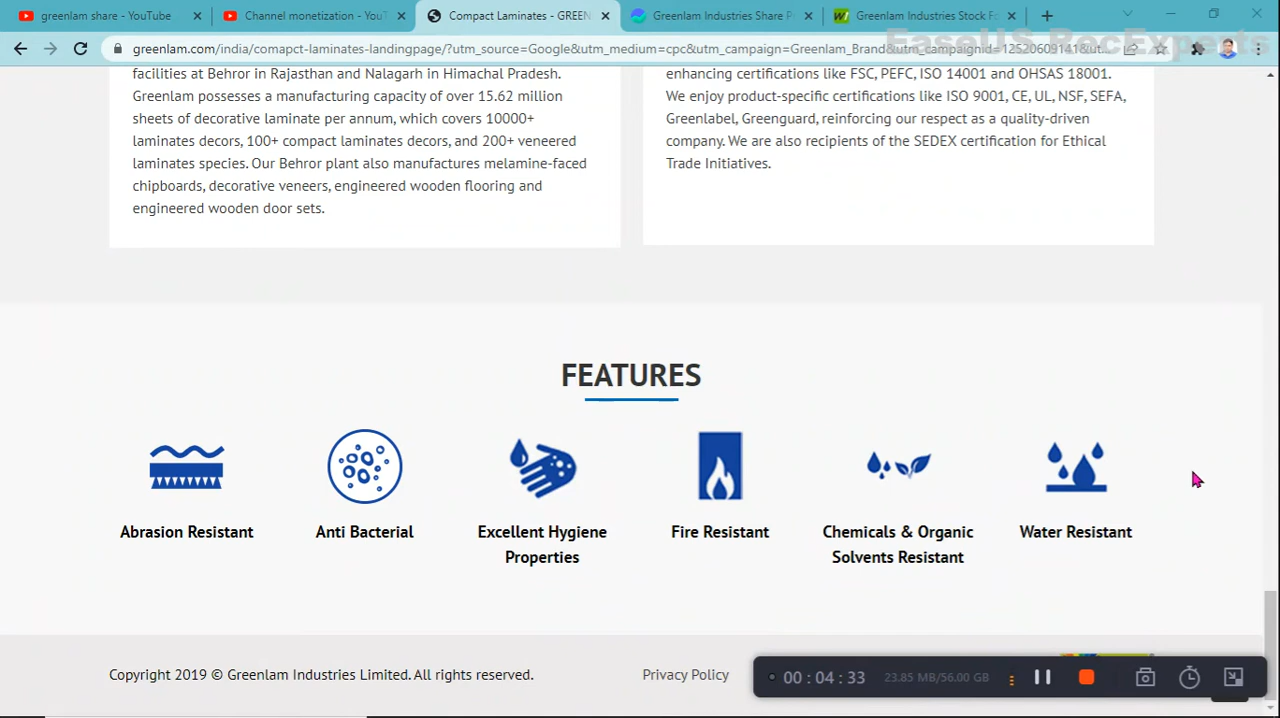 greenlam share - YouTube
Channel monetization - YouT
Compact Laminates - GREEN
Greenlam Industries Share P
Greenlam Industries Stock Fo
greenlam.com/india/comapct-laminates-landingpage/?utm_source=Google&utm_medium=cpc&utm_campaign=Greenlam_Brand&utm_campaignid=12520609141&ut...
EaseUS RecExperts
facilities at Behror in Rajasthan and Nalagarh in Himachal Pradesh.
Greenlam possesses a manufacturing capacity of over 15.62 million
sheets of decorative laminate per annum, which covers 10000+
laminates decors, 100+ compact laminates decors, and 200+ veneered
laminates species. Our Behror plant also manufactures melamine-faced
chipboards, decorative veneers, engineered wooden flooring and
engineered wooden door sets.
enhancing certifications like FSC, PEFC, ISO 14001 and OHSAS 18001.
We enjoy product-specific certifications like ISO 9001, CE, UL, NSF, SEFA,
Greenlabel, Greenguard, reinforcing our respect as a quality-driven
company. We are also recipients of the SEDEX certification for Ethical
Trade Initiatives.
FEATURES
Abrasion Resistant
Anti Bacterial
Excellent Hygiene
Properties
Fire Resistant
Chemicals & Organic
Solvents Resistant
Water Resistant
Copyright 2019 © Greenlam Industries Limited. All rights reserved.
Privacy Policy
00 : 04 : 33
23.85 MB/56.00 GB